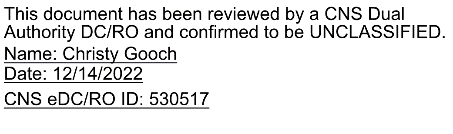 This document has been reviewed by a CNS Dual
Authority DC/RO and confirmed to be UNCLASSIFIED.
Name: Christy Gooch
Date: 12/14/2022
CNS eDC/RO ID: 530517